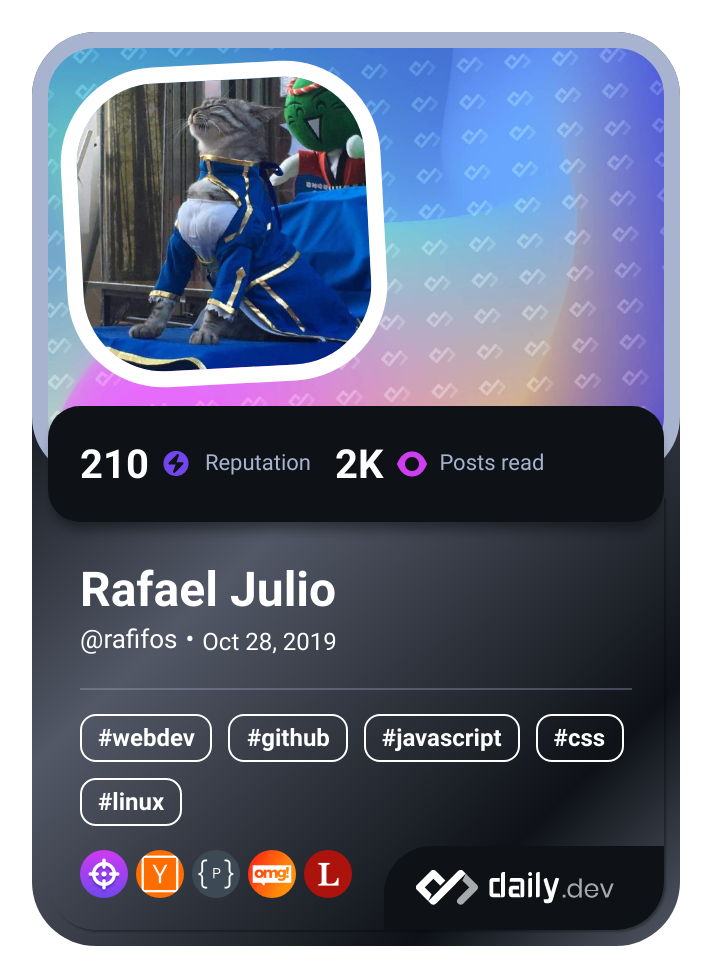 210 Reputation 2K Posts read
Rafael Julio
@rafifos • Oct 28, 2019
#webdev #github #javascript #css
#linux
Y {P} omg! L
daily.dev